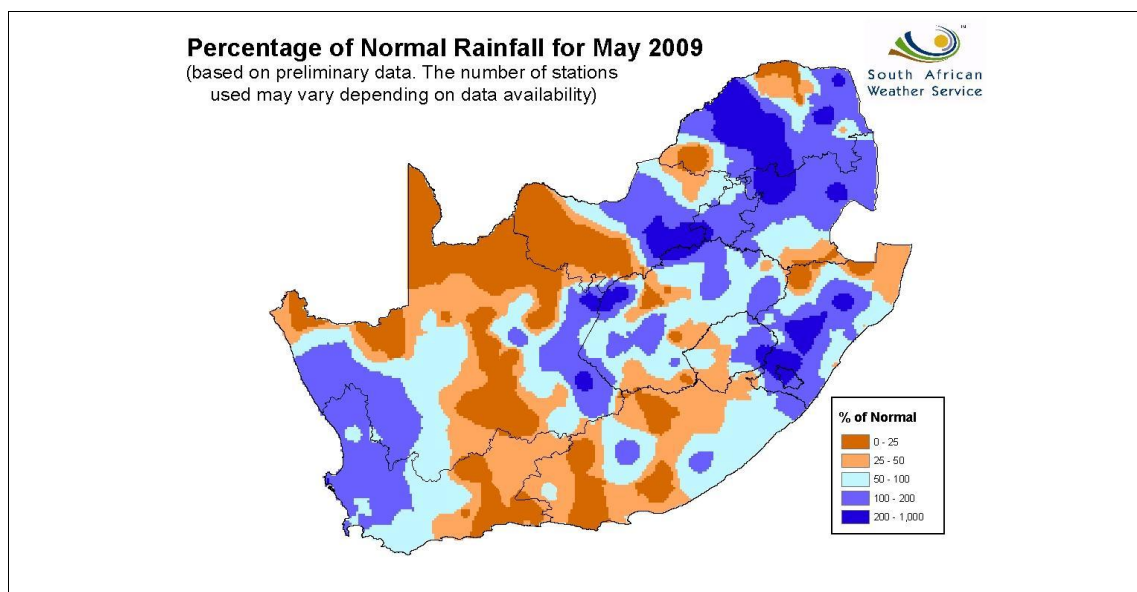 Percentage of Normal Rainfall for May 2009
(based on preliminary data. The number of stations
used may vary depending on data availability)
TM
South African
Weather Service
% of Normal
0 - 25
25 - 50
50 - 100
100 - 200
200 - 1,000